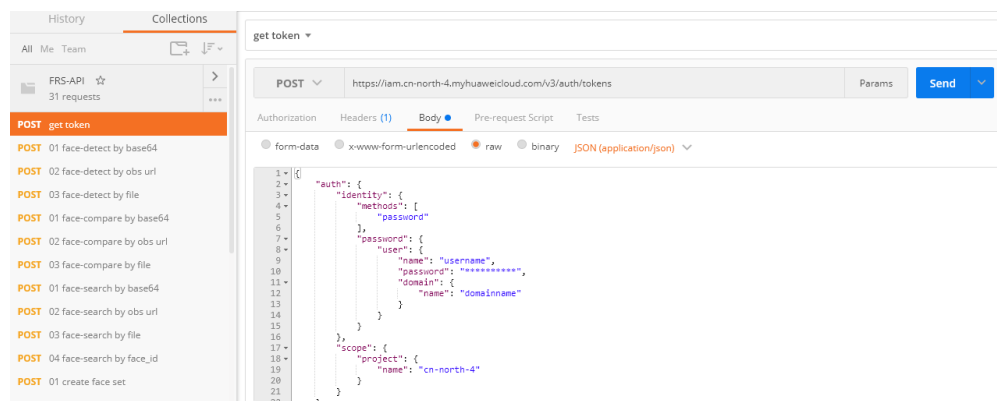 History Collections
All Me Team
FRS-API
31 requests
POST get token
POST 01 face-detect by base64
POST 02 face-detect by obs url
POST 03 face-detect by file
POST 01 face-compare by base64
POST 02 face-compare by obs url
POST 03 face-compare by file
POST 01 face-search by base64
POST 02 face-search by obs url
POST 03 face-search by file
POST 04 face-search by face_id
POST 01 create face set
get token
POST https://iam.cn-north-4.myhuaweicloud.com/v3/auth/tokens Params Send
Authorization Headers (1) Body Pre-request Script Tests
form-data x-www-form-urlencoded raw binary JSON (application/json)
1 {
2 "auth": {
3 "identity": {
4 "methods": [
5 "password"
6 ],
7 "password": {
8 "user": {
9 "name": "username",
10 "password": "**********",
11 "domain": {
12 "name": "domainname"
13 }
14 }
15 }
16 },
17 "scope": {
18 "project": {
19 "name": "cn-north-4"
20 }
21 }